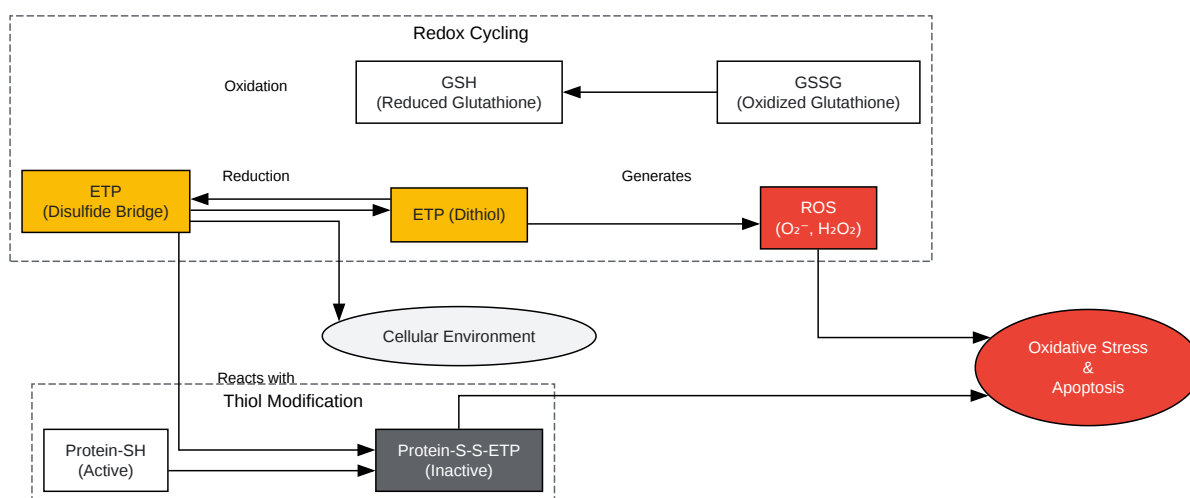 Redox Cycling
Oxidation
GSH
(Reduced Glutathione)
GSSG
(Oxidized Glutathione)
ETP
(Disulfide Bridge)
Reduction
ETP (Dithiol)
Generates
ROS
(O₂⁻, H₂O₂)
Cellular Environment
Oxidative Stress
&
Apoptosis
Reacts with
Thiol Modification
Protein-SH
(Active)
Protein-S-S-ETP
(Inactive)